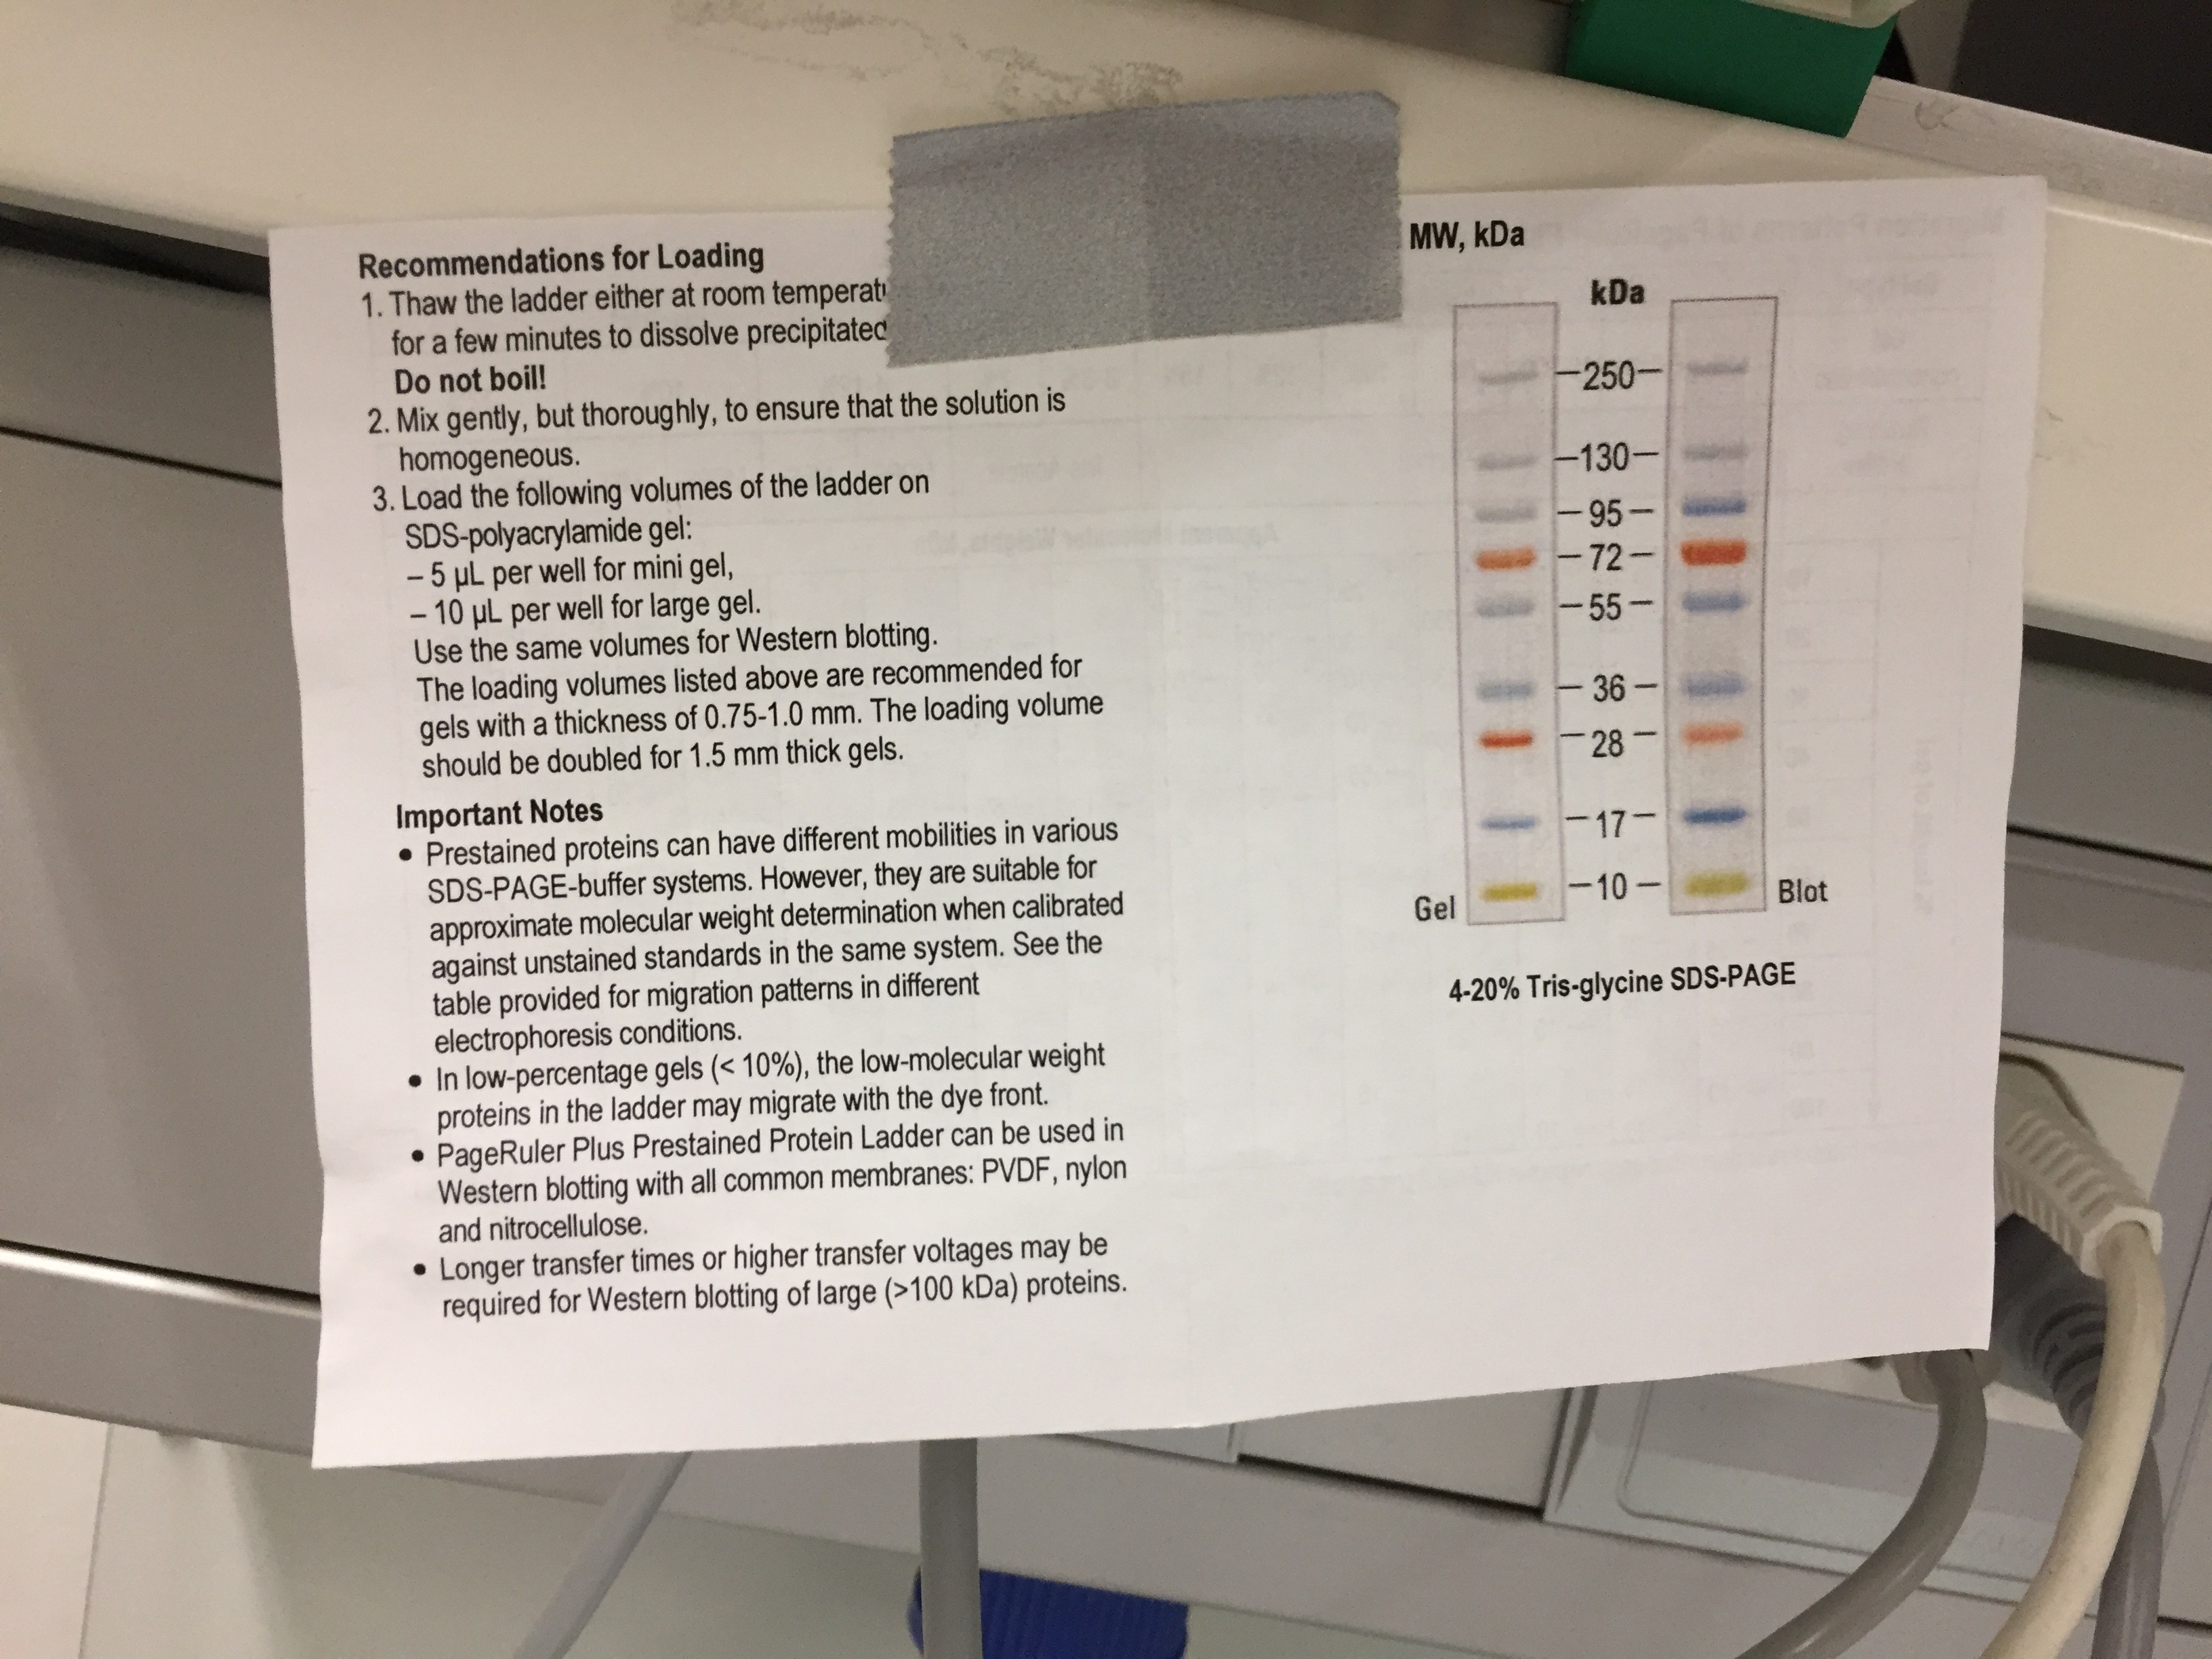 Recommendations for Loading
1. Thaw the ladder either at room
for a few minutes to dissolve
Do not boil!
2. Mix gently, but thoroughly, to ensure that the solution is
homogeneous.
3. Load the following volumes of the ladder on
SDS-polyacrylamide gel:
– 5 µL per well for mini gel,
– 10 µL per well for large gel.
Use the same volumes for Western blotting.
The loading volumes listed above are recommended for
gels with a thickness of 0.75-1.0 mm. The loading volume
should be doubled for 1.5 mm thick gels.
Important Notes
• Prestained proteins can have different mobilities in various
SDS-PAGE-buffer systems. However, they are suitable for
approximate molecular weight determination when calibrated
against unstained standards in the same system. See the
table provided for migration patterns in different
electrophoresis conditions.
• In low-percentage gels (< 10%), the low-molecular weight
proteins in the ladder may migrate with the dye front.
• PageRuler Plus Prestained Protein Ladder can be used in
Western blotting with all common membranes: PVDF, nylon
and nitrocellulose.
• Longer transfer times or higher transfer voltages may be
required for Western blotting of large (>100 kDa) proteins.
MW, kDa
kDa
250
130
95
72
55
36
28
17
10
Gel
Blot
4-20% Tris-glycine SDS-PAGE